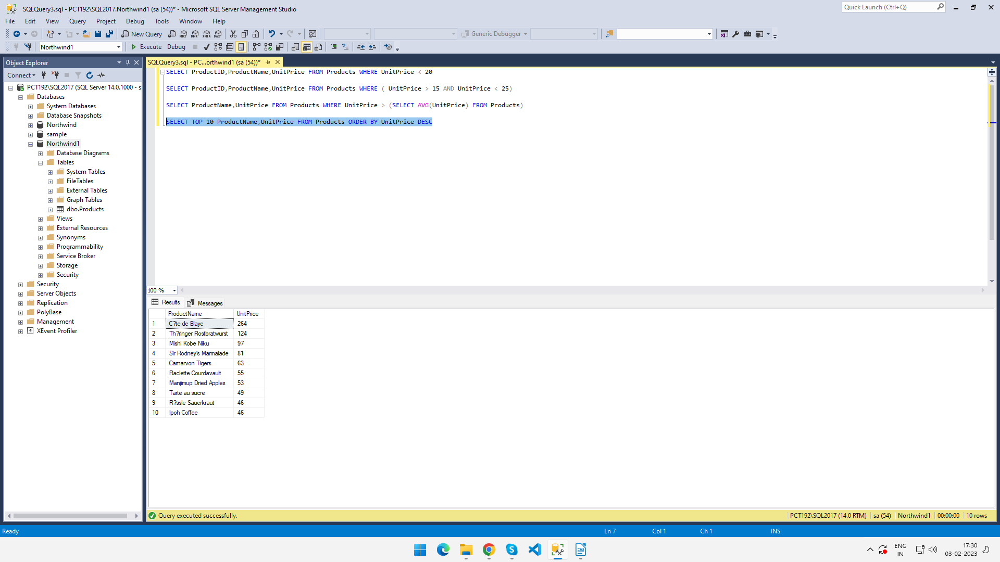 SQLQuery3.sql - PCT192\SQL2017.Northwind1 (sa (54))* - Microsoft SQL Server Management Studio
Quick Launch (Ctrl+Q)
File Edit View Query Project Debug Tools Window Help
New Query MDX DMX XMLA DAX Generic Debugger
Northwind1 Execute Debug
Object Explorer
Connect
PCT192\SQL2017 (SQL Server 14.0.1000 - s
Databases
System Databases
Database Snapshots
Northwind
sample
Northwind1
Database Diagrams
Tables
System Tables
FileTables
External Tables
Graph Tables
dbo.Products
Views
External Resources
Synonyms
Programmability
Service Broker
Storage
Security
Security
Server Objects
Replication
PolyBase
Management
XEvent Profiler
SQLQuery3.sql - PC...orthwind1 (sa (54))*
SELECT ProductID,ProductName,UnitPrice FROM Products WHERE UnitPrice < 20
SELECT ProductID,ProductName,UnitPrice FROM Products WHERE ( UnitPrice > 15 AND UnitPrice < 25)
SELECT ProductName,UnitPrice FROM Products WHERE UnitPrice > (SELECT AVG(UnitPrice) FROM Products)
SELECT TOP 10 ProductName,UnitPrice FROM Products ORDER BY UnitPrice DESC
100 %
Results Messages
ProductName UnitPrice
1 C?te de Blaye 264
2 Th?ringer Rostbratwurst 124
3 Mishi Kobe Niku 97
4 Sir Rodney's Marmalade 81
5 Carnarvon Tigers 63
6 Raclette Courdavault 55
7 Manjimup Dried Apples 53
8 Tarte au sucre 49
9 R?ssle Sauerkraut 46
10 Ipoh Coffee 46
Query executed successfully.
PCT192\SQL2017 (14.0 RTM) sa (54) Northwind1 00:00:00 10 rows
Ready Ln 7 Col 1 Ch 1 INS
ENG
IN
17:30
03-02-2023